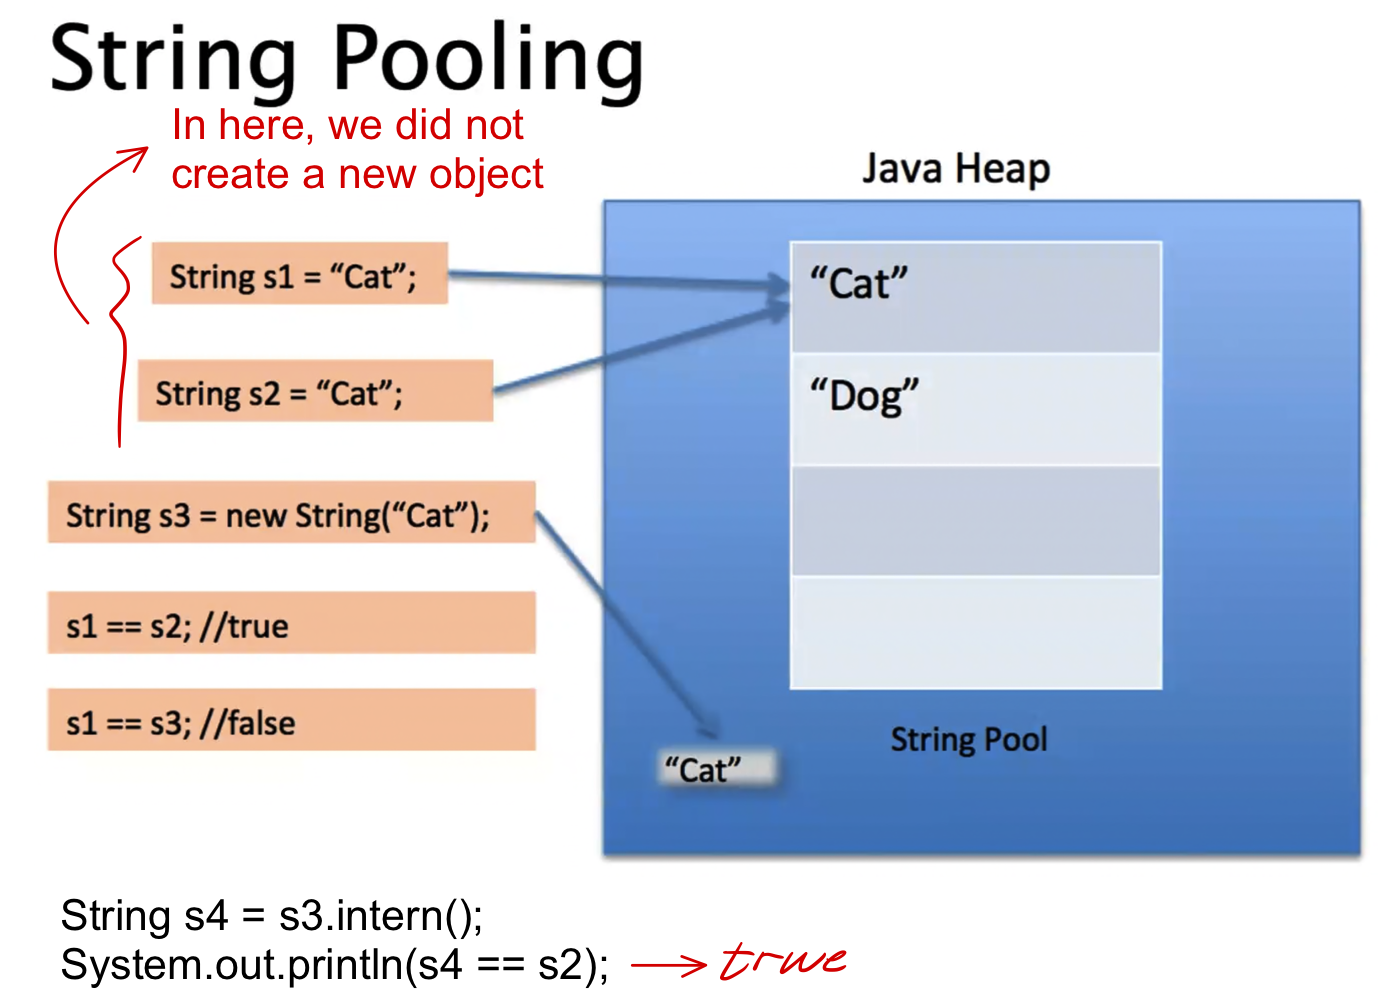 String Pooling
In here, we did not
create a new object
Java Heap
String s1 = “Cat”;
“Cat”
String s2 = “Cat”;
“Dog”
String s3 = new String(“Cat”);
s1 == s2; //true
s1 == s3; //false
String Pool
“Cat”
String s4 = s3.intern();
System.out.println(s4 == s2); → true